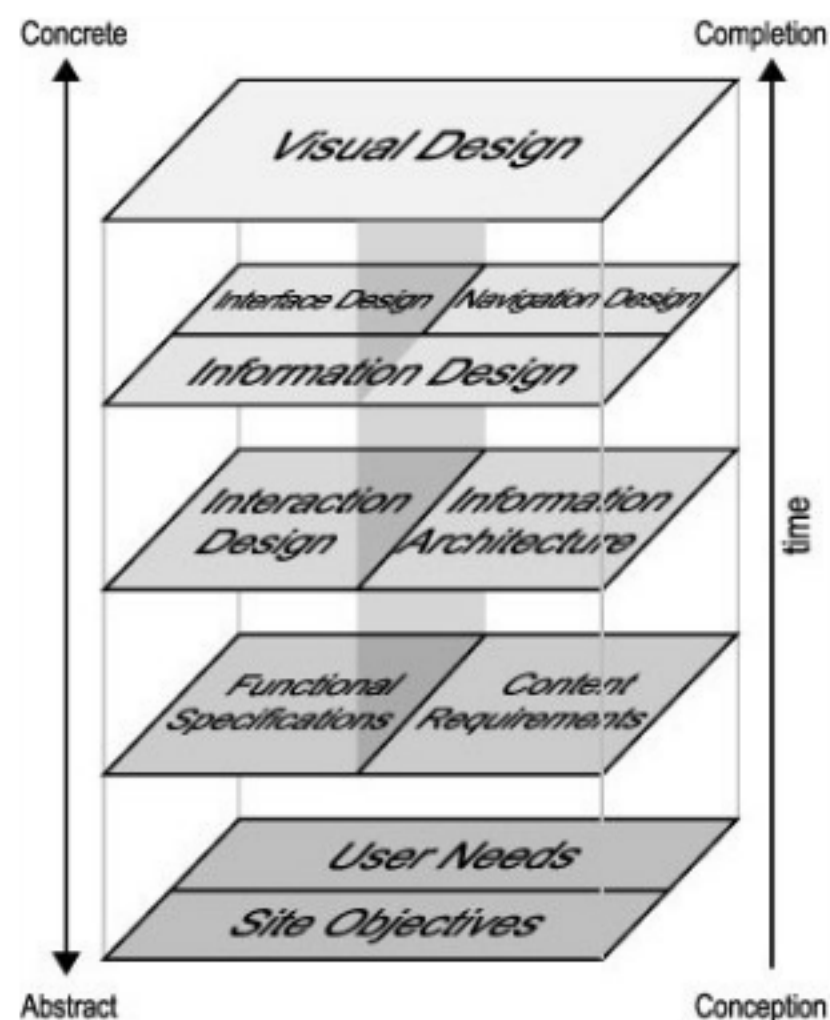 Concrete
Completion
Visual Design
Interface Design
Navigation Design
Information Design
Interaction
Design
Information
Architecture
time
Functional
Specifications
Content
Requirements
User Needs
Site Objectives
Abstract
Conception